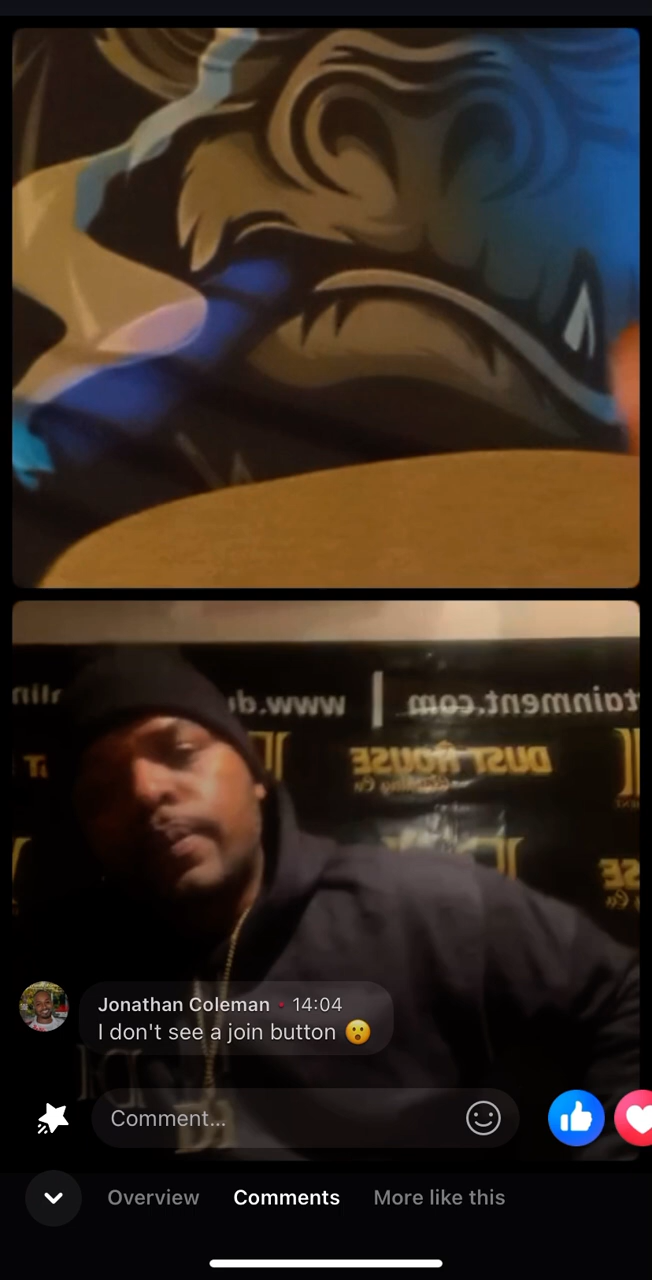 www.du
tainment.com
DUST HOUSE
Jonathan Coleman • 14:04
I don't see a join button 😮
Comment...
Overview Comments More like this